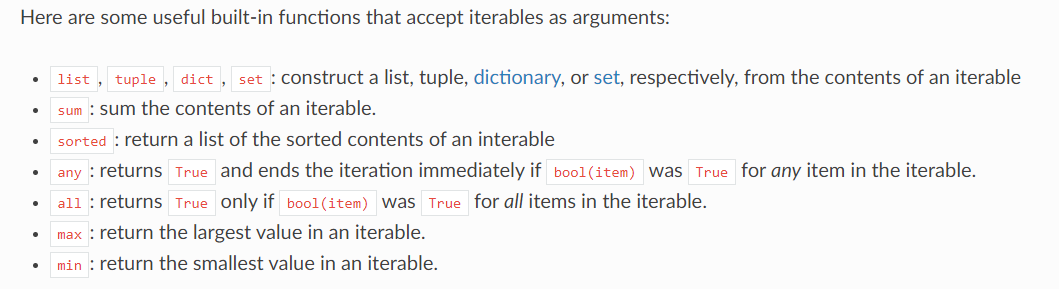 Here are some useful built-in functions that accept iterables as arguments:
• list, tuple, dict, set: construct a list, tuple, dictionary, or set, respectively, from the contents of an iterable
• sum: sum the contents of an iterable.
• sorted: return a list of the sorted contents of an interable
• any: returns True and ends the iteration immediately if bool(item) was True for any item in the iterable.
• all: returns True only if bool(item) was True for all items in the iterable.
• max: return the largest value in an iterable.
• min: return the smallest value in an iterable.